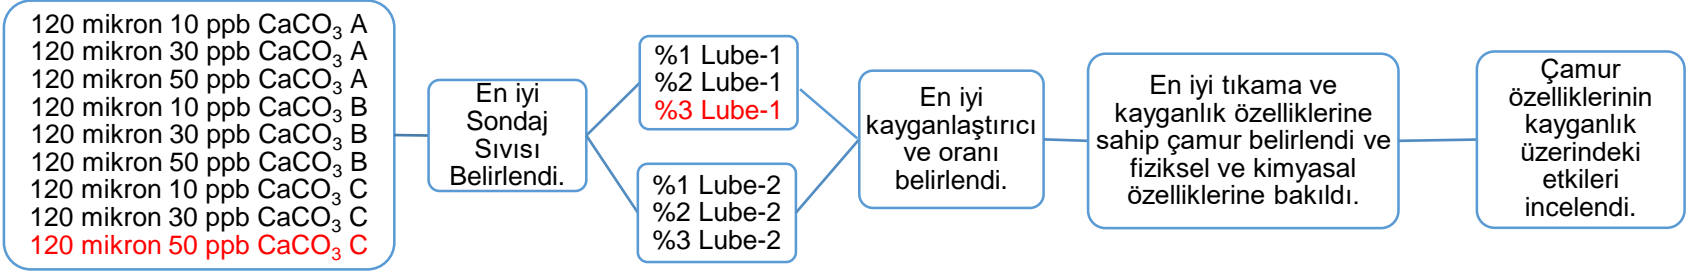 120 mikron 10 ppb CaCO₃ A
120 mikron 30 ppb CaCO₃ A
120 mikron 50 ppb CaCO₃ A
120 mikron 10 ppb CaCO₃ B
120 mikron 30 ppb CaCO₃ B
120 mikron 50 ppb CaCO₃ B
120 mikron 10 ppb CaCO₃ C
120 mikron 30 ppb CaCO₃ C
120 mikron 50 ppb CaCO₃ C
En iyi
Sondaj
Sıvısı
Belirlendi.
%1 Lube-1
%2 Lube-1
%3 Lube-1
%1 Lube-2
%2 Lube-2
%3 Lube-2
En iyi
kayganlaştırıcı
ve oranı
belirlendi.
En iyi tıkama ve
kayganlık özelliklerine
sahip çamur belirlendi ve
fiziksel ve kimyasal
özelliklerine bakıldı.
Çamur
özelliklerinin
kayganlık
üzerindeki
etkileri
incelendi.